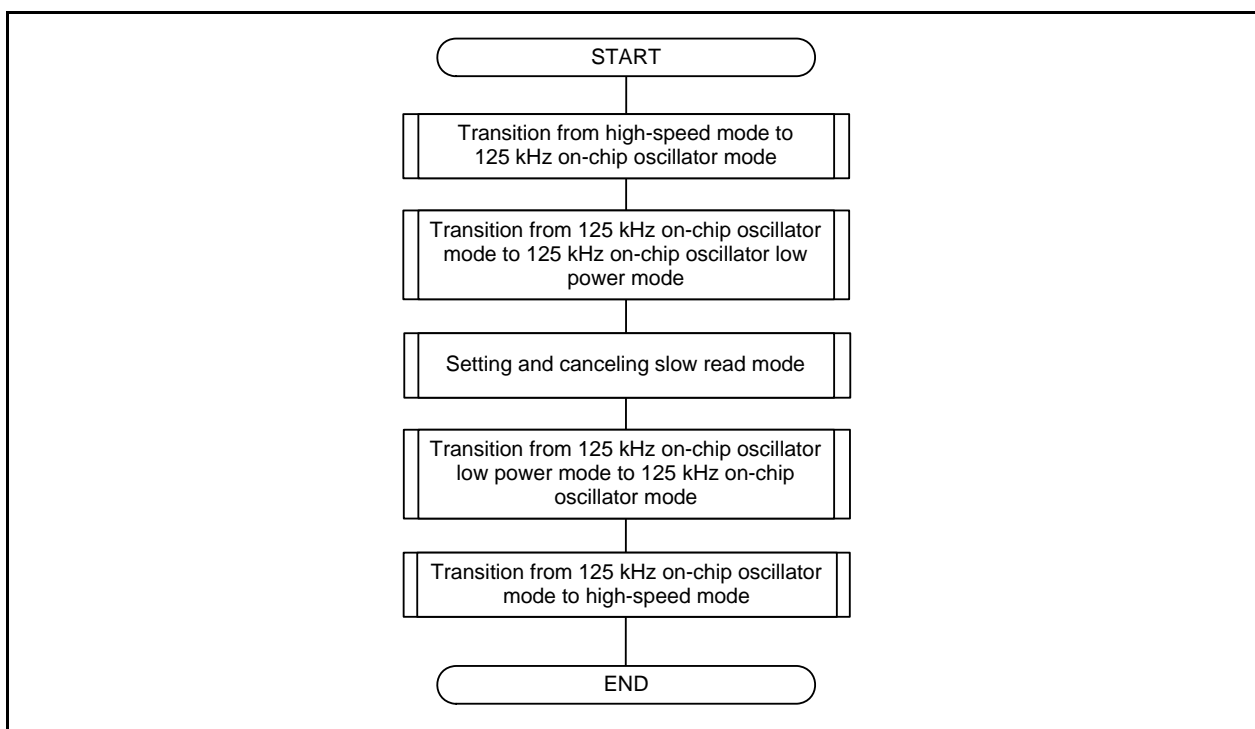 START
Transition from high-speed mode to
125 kHz on-chip oscillator mode
Transition from 125 kHz on-chip oscillator
mode to 125 kHz on-chip oscillator low
power mode
Setting and canceling slow read mode
Transition from 125 kHz on-chip oscillator
low power mode to 125 kHz on-chip
oscillator mode
Transition from 125 kHz on-chip oscillator
mode to high-speed mode
END